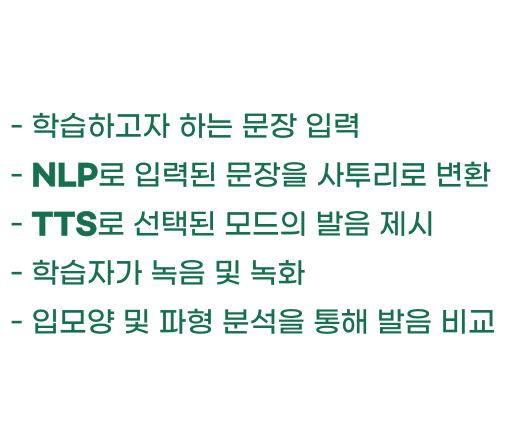 - 학습하고자 하는 문장 입력
- NLP로 입력된 문장을 사투리로 변환
- TTS로 선택된 모드의 발음 제시
- 학습자가 녹음 및 녹화
- 입모양 및 파형 분석을 통해 발음 비교